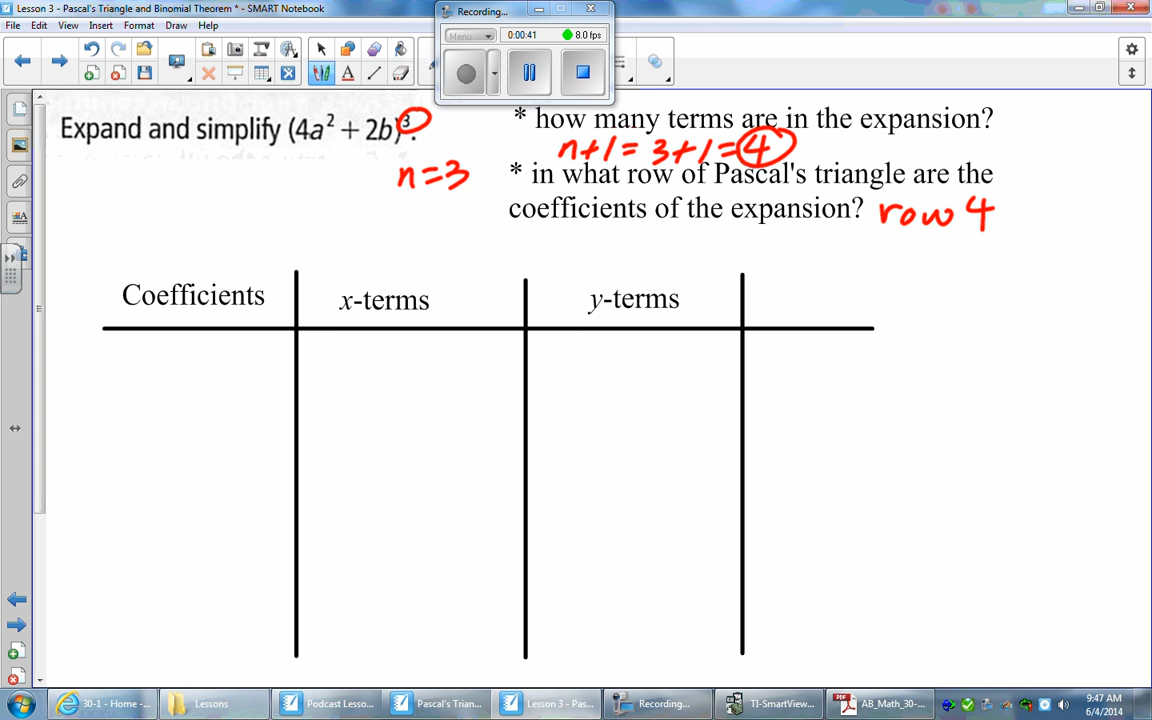 Lesson 3 - Pascal's Triangle and Binomial Theorem * - SMART Notebook
Recording...
File Edit View Insert Format Draw Help
Menu
0:00:41
8.0 fps
Expand and simplify (4a² + 2b)³.
* how many terms are in the expansion?
n+1 = 3+1 = 4
n=3
* in what row of Pascal's triangle are the
coefficients of the expansion? row 4
Coefficients x-terms y-terms
30-1 - Home -... Lessons Podcast Lesso... Pascal's Trian... Lesson 3 - Pas... Recording... TI-SmartView... AB_Math_30-...
9:47 AM
6/4/2014